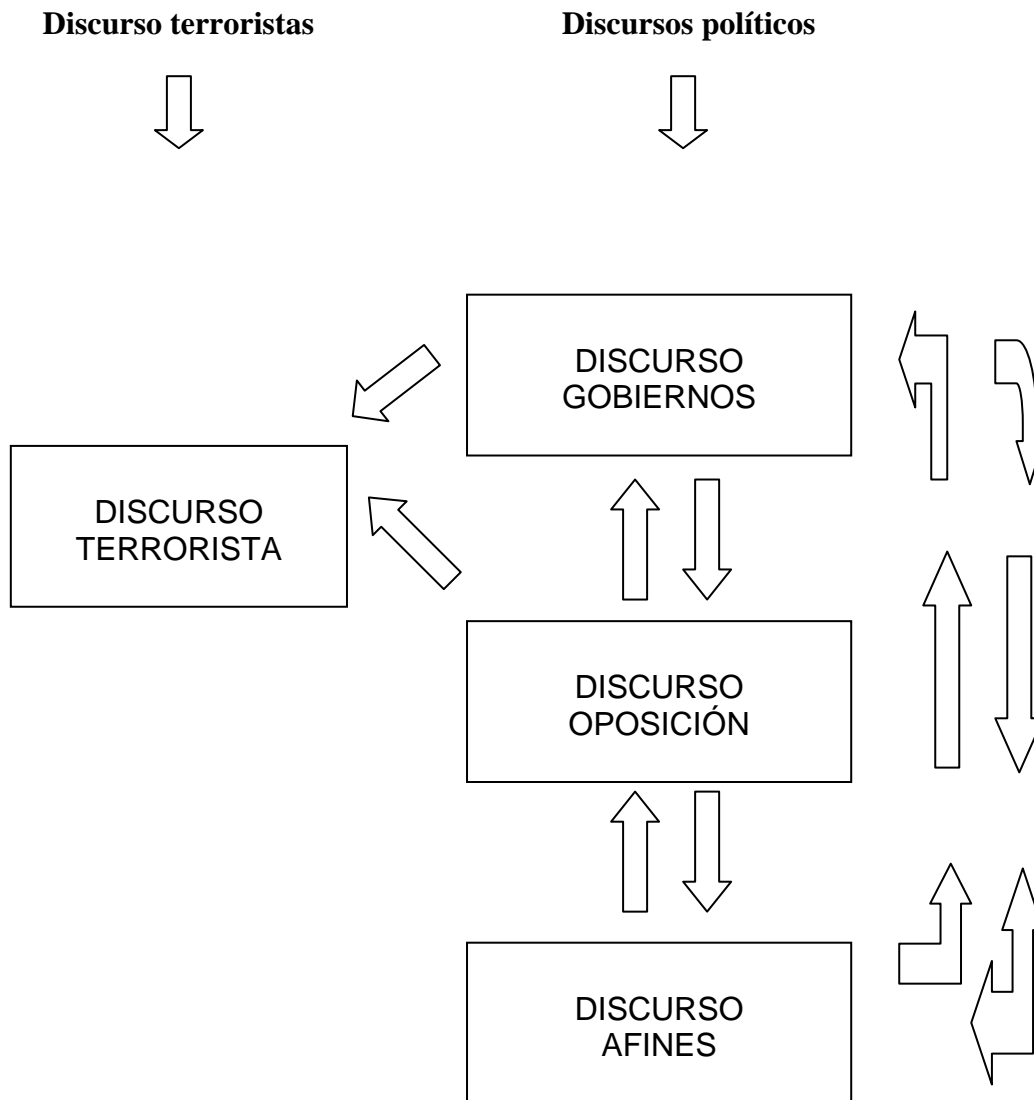 Discurso terroristas
Discursos políticos
DISCURSO
GOBIERNOS
DISCURSO
TERRORISTA
DISCURSO
OPOSICIÓN
DISCURSO
AFINES